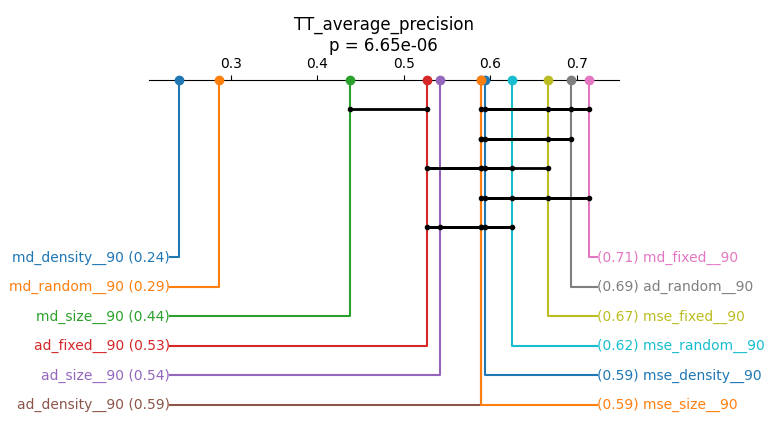 TT_average_precision
p = 6.65e-06
0.3 0.4 0.5 0.6 0.7
md_density__90 (0.24) (0.71) md_fixed__90
md_random__90 (0.29) (0.69) ad_random__90
md_size__90 (0.44) (0.67) mse_fixed__90
ad_fixed__90 (0.53) (0.62) mse_random__90
ad_size__90 (0.54) (0.59) mse_density__90
ad_density__90 (0.59) (0.59) mse_size__90